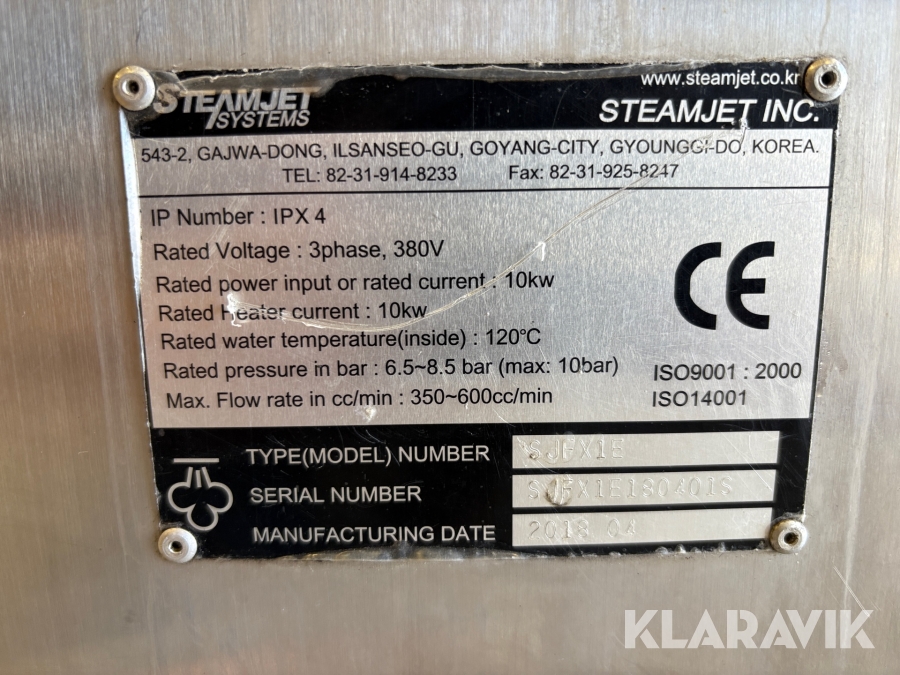 STEAMJET
SYSTEMS
www.steamjet.co.kr
STEAMJET INC.
543-2, GAJWA-DONG, ILSANSEO-GU, GOYANG-CITY, GYOUNGGI-DO, KOREA.
TEL: 82-31-914-8233 Fax: 82-31-925-8247
IP Number : IPX 4
Rated Voltage : 3phase, 380V
Rated power input or rated current : 10kw
Rated Heater current : 10kw
Rated water temperature(inside) : 120°C
Rated pressure in bar : 6.5~8.5 bar (max: 10bar)
Max. Flow rate in cc/min : 350~600cc/min
CE
ISO9001 : 2000
ISO14001
TYPE(MODEL) NUMBER SJFX1E
SERIAL NUMBER
MANUFACTURING DATE 2013 04
KLARAVIK